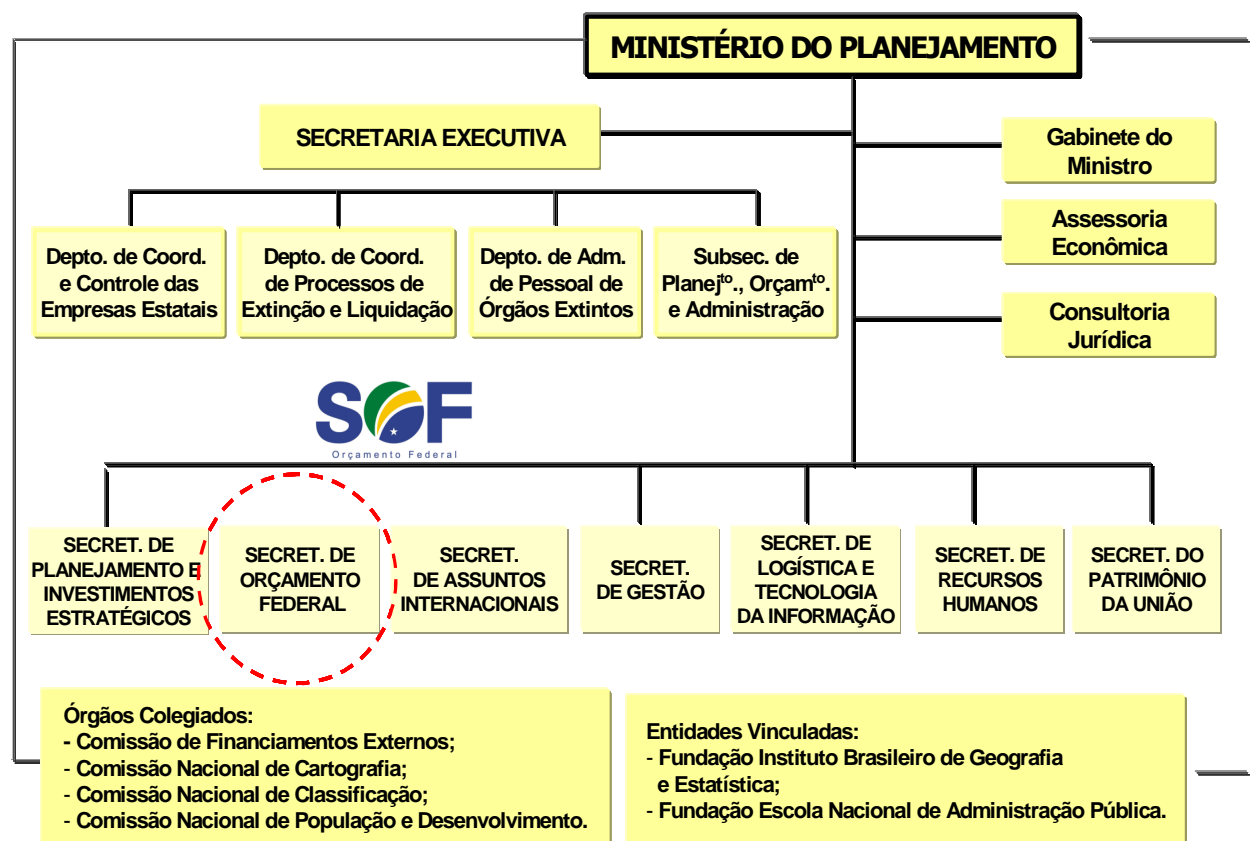 MINISTÉRIO DO PLANEJAMENTO
SECRETARIA EXECUTIVA
Gabinete do
Ministro
Assessoria
Econômica
Consultoria
Jurídica
Depto. de Coord.
e Controle das
Empresas Estatais
Depto. de Coord.
de Processos de
Extinção e Liquidação
Depto. de Adm.
de Pessoal de
Órgãos Extintos
Subsec. de
Planejto., Orçamto.
e Administração
SOF
Orçamento Federal
SECRET. DE
PLANEJAMENTO E
INVESTIMENTOS
ESTRATÉGICOS
SECRET. DE
ORÇAMENTO
FEDERAL
SECRET.
DE ASSUNTOS
INTERNACIONAIS
SECRET.
DE GESTÃO
SECRET. DE
LOGÍSTICA E
TECNOLOGIA
DA INFORMAÇÃO
SECRET. DE
RECURSOS
HUMANOS
SECRET. DO
PATRIMÔNIO
DA UNIÃO
Órgãos Colegiados:
- Comissão de Financiamentos Externos;
- Comissão Nacional de Cartografia;
- Comissão Nacional de Classificação;
- Comissão Nacional de População e Desenvolvimento.
Entidades Vinculadas:
- Fundação Instituto Brasileiro de Geografia
e Estatística;
- Fundação Escola Nacional de Administração Pública.